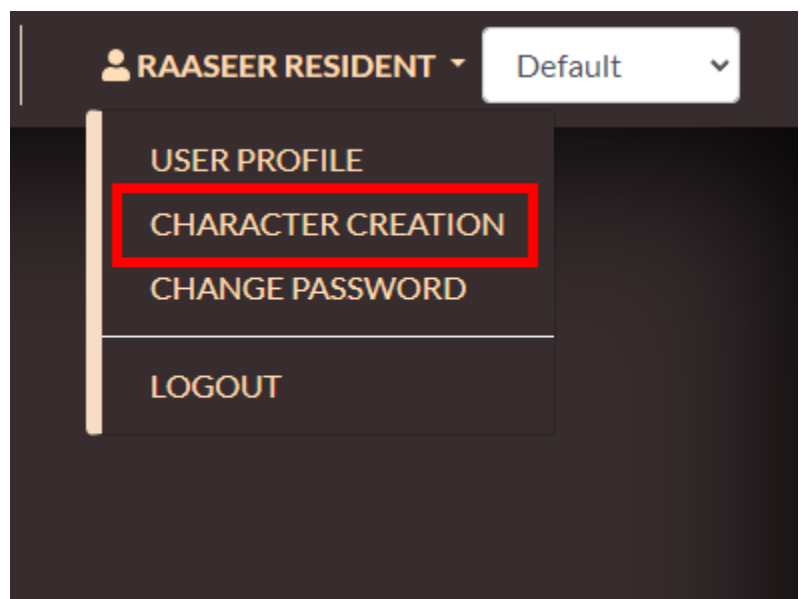 RAASEER RESIDENT
Default
USER PROFILE
CHARACTER CREATION
CHANGE PASSWORD
LOGOUT